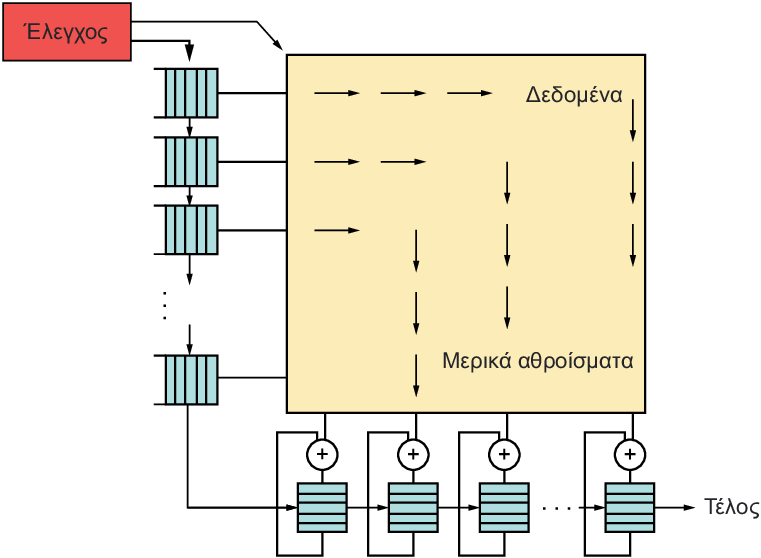 Έλεγχος
Δεδομένα
Μερικά αθροίσματα
+ + + +
Τέλος